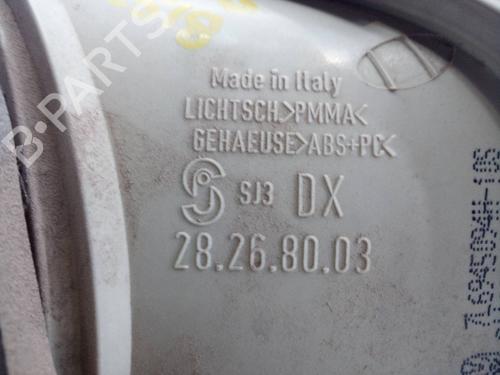 B·PARTS
Made in Italy
LICHTSCH.>PMMA<
GEHAEUSE>ABS+PC<
SJ3 DX
28.26.80.03